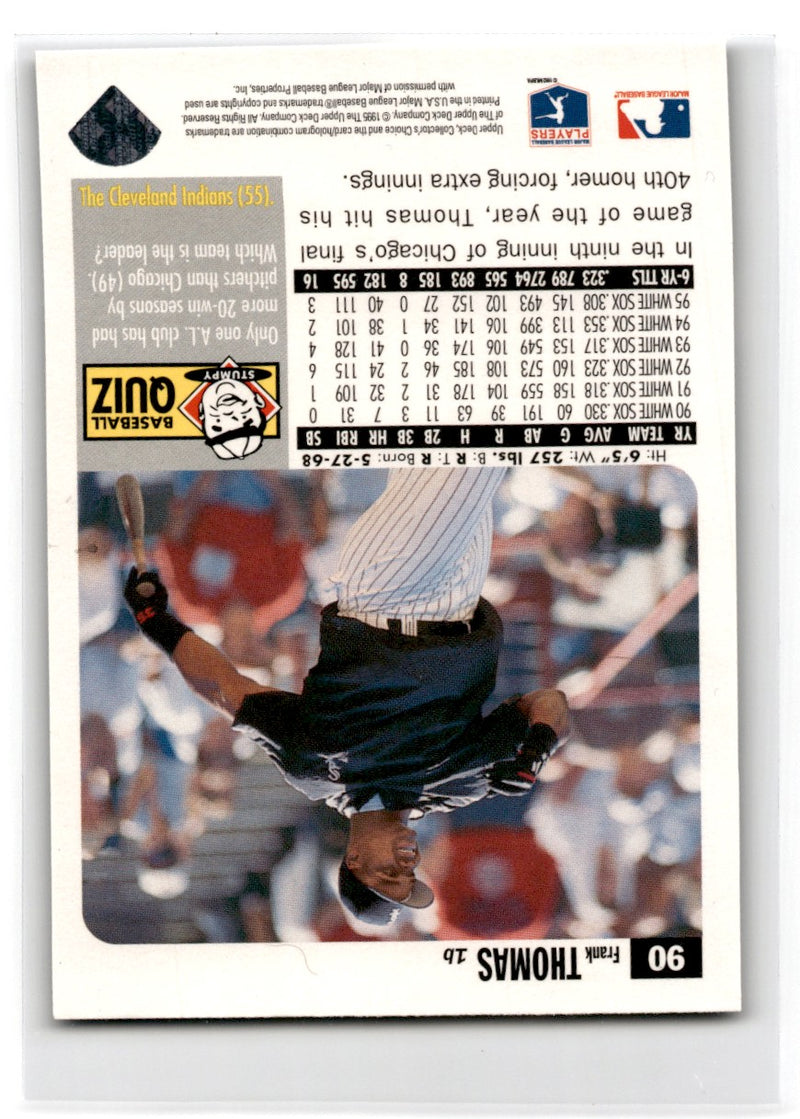 90
Frank THOMAS 1b
Ht: 6'5" Wt: 257 lbs. B: R T: R Born: 5-27-68
YR TEAM AVG G AB R H 2B 3B HR RBI SB
90 WHITE SOX .330 60 191 39 63 11 3 7 31 0
91 WHITE SOX .318 158 559 104 178 31 2 32 109 1
92 WHITE SOX .323 160 573 108 185 46 2 24 115 6
93 WHITE SOX .317 153 549 106 174 36 0 41 128 4
94 WHITE SOX .353 113 399 106 141 34 1 38 101 2
95 WHITE SOX .308 145 493 102 152 27 0 40 111 3
6-YR TTLS .323 789 2764 565 893 185 8 182 595 16
In the ninth inning of Chicago's final
game of the year, Thomas hit his
40th homer, forcing extra innings.
STUMPY
BASEBALL
QUIZ
Only one A.L. club has had
more 20-win seasons by
pitchers than Chicago (49).
Which team is the leader?
The Cleveland Indians (55).
MAJOR LEAGUE BASEBALL
MAJOR LEAGUE BASEBALL
PLAYERS
© 1992 MLBPA
Upper Deck, Collector's Choice and the card/hologram combination are trademarks
of The Upper Deck Company. © 1995 The Upper Deck Company. All Rights Reserved.
Printed in the U.S.A. Major League Baseball® trademarks and copyrights are used
with permission of Major League Baseball Properties, Inc.
35